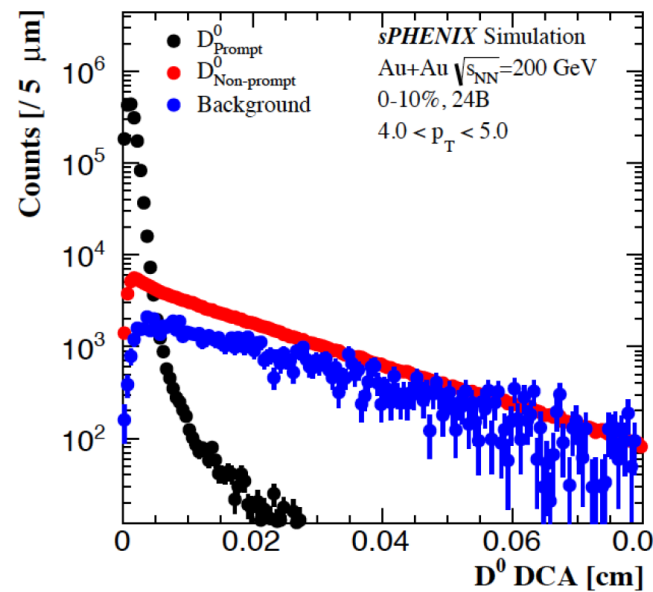 D⁰Prompt
D⁰Non-prompt
Background
sPHENIX Simulation
Au+Au √sNN=200 GeV
0-10%, 24B
4.0 < pT < 5.0
Counts [/ 5 μm]
10⁶
10⁵
10⁴
10³
10²
0 0.02 0.04 0.06 0.0
D⁰ DCA [cm]